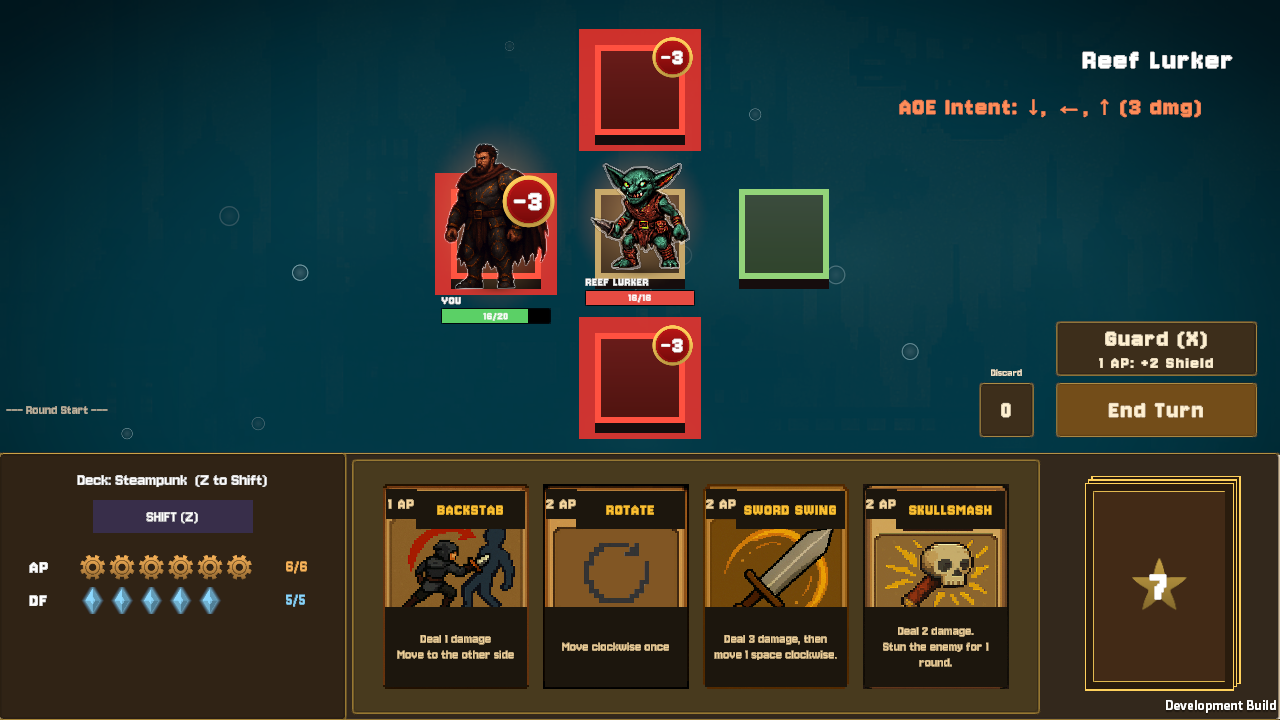 Reef Lurker
AOE Intent: ↓, ←, ↑ (3 dmg)
-3
-3
-3
YOU
16/20
REEF LURKER
16/16
--- Round Start ---
Discard
0
Guard (X)
1 AP: +2 Shield
End Turn
Deck: Steampunk (Z to Shift)
SHIFT (Z)
AP
6/6
DF
5/5
1 AP
BACKSTAB
Deal 1 damage
Move to the other side
2 AP
ROTATE
Move clockwise once
2 AP
SWORD SWING
Deal 3 damage, then
move 1 space clockwise.
2 AP
SKULLSMASH
Deal 2 damage.
Stun the enemy for 1
round.
7
Development Build